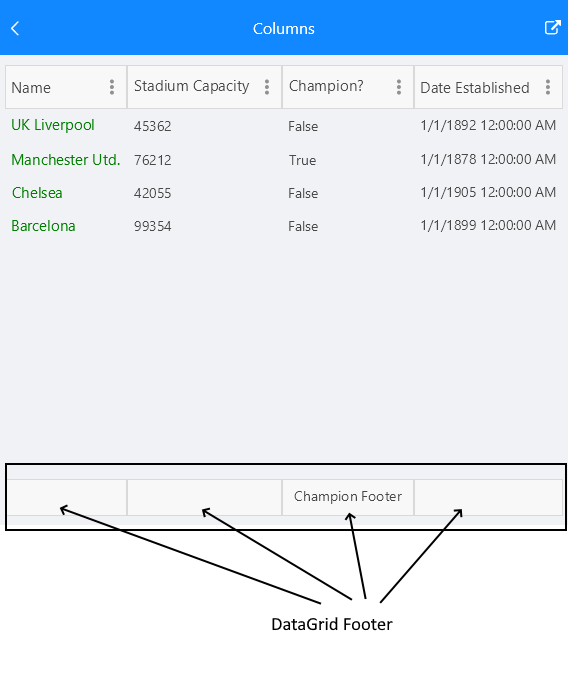 Columns
Name Stadium Capacity Champion? Date Established
UK Liverpool 45362 False 1/1/1892 12:00:00 AM
Manchester Utd. 76212 True 1/1/1878 12:00:00 AM
Chelsea 42055 False 1/1/1905 12:00:00 AM
Barcelona 99354 False 1/1/1899 12:00:00 AM
Champion Footer
DataGrid Footer